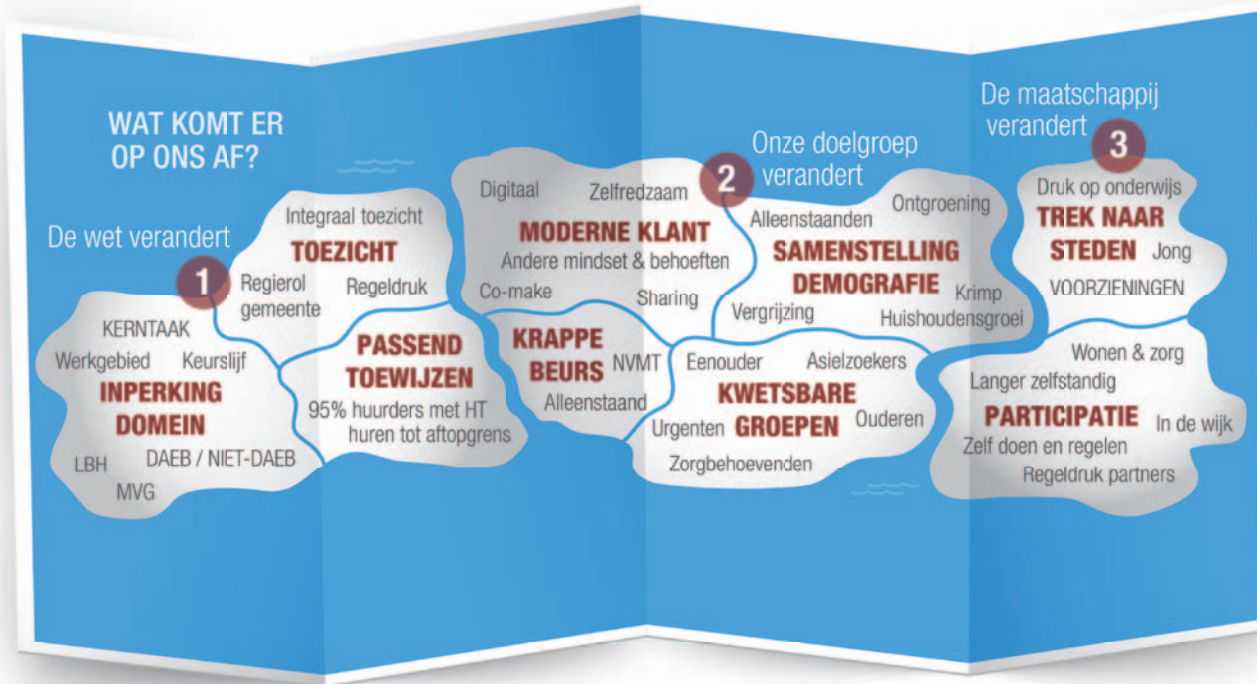 WAT KOMT ER
OP ONS AF?
De wet verandert
1
Integraal toezicht
TOEZICHT
Regierol
gemeente
Regeldruk
KERNTAAK
Werkgebied
Keurslijf
INPERKING
DOMEIN
LBH
DAEB / NIET-DAEB
MVG
PASSEND
TOEWIJZEN
95% huurders met HT
huren tot aftopgrens
Onze doelgroep
verandert
2
Digitaal
Zelfredzaam
MODERNE KLANT
Andere mindset & behoeften
Co-make
Sharing
KRAPPE
BEURS
NVMT
Alleenstaand
Alleenstaanden
Ontgroening
SAMENSTELLING
DEMOGRAFIE
Vergrijzing
Krimp
Huishoudensgroei
Eenouder
Asielzoekers
KWETSBARE
Urgenten
GROEPEN
Ouderen
Zorgbehoevenden
De maatschappij
verandert
3
Druk op onderwijs
TREK NAAR
STEDEN
Jong
VOORZIENINGEN
Wonen & zorg
Langer zelfstandig
PARTICIPATIE
In de wijk
Zelf doen en regelen
Regeldruk partners